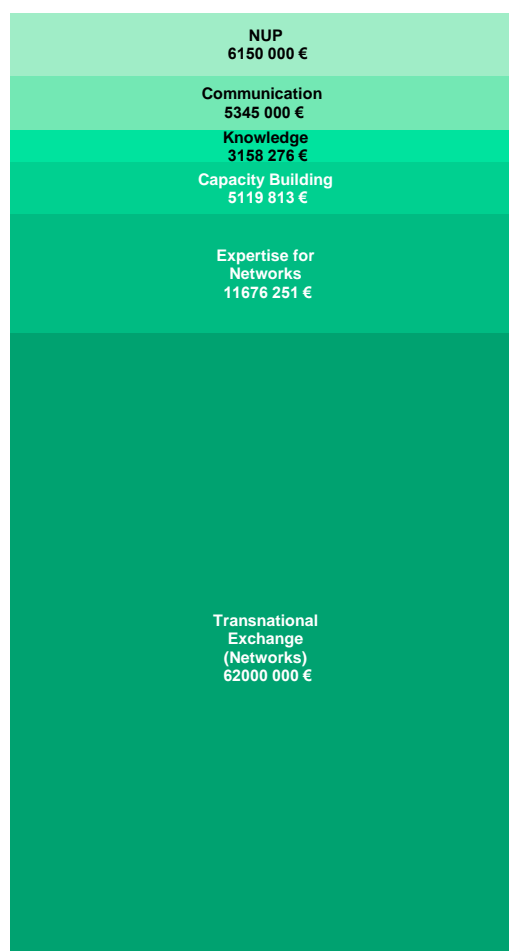 NUP
6150 000 €
Communication
5345 000 €
Knowledge
3158 276 €
Capacity Building
5119 813 €
Expertise for
Networks
11676 251 €
Transnational
Exchange
(Networks)
62000 000 €